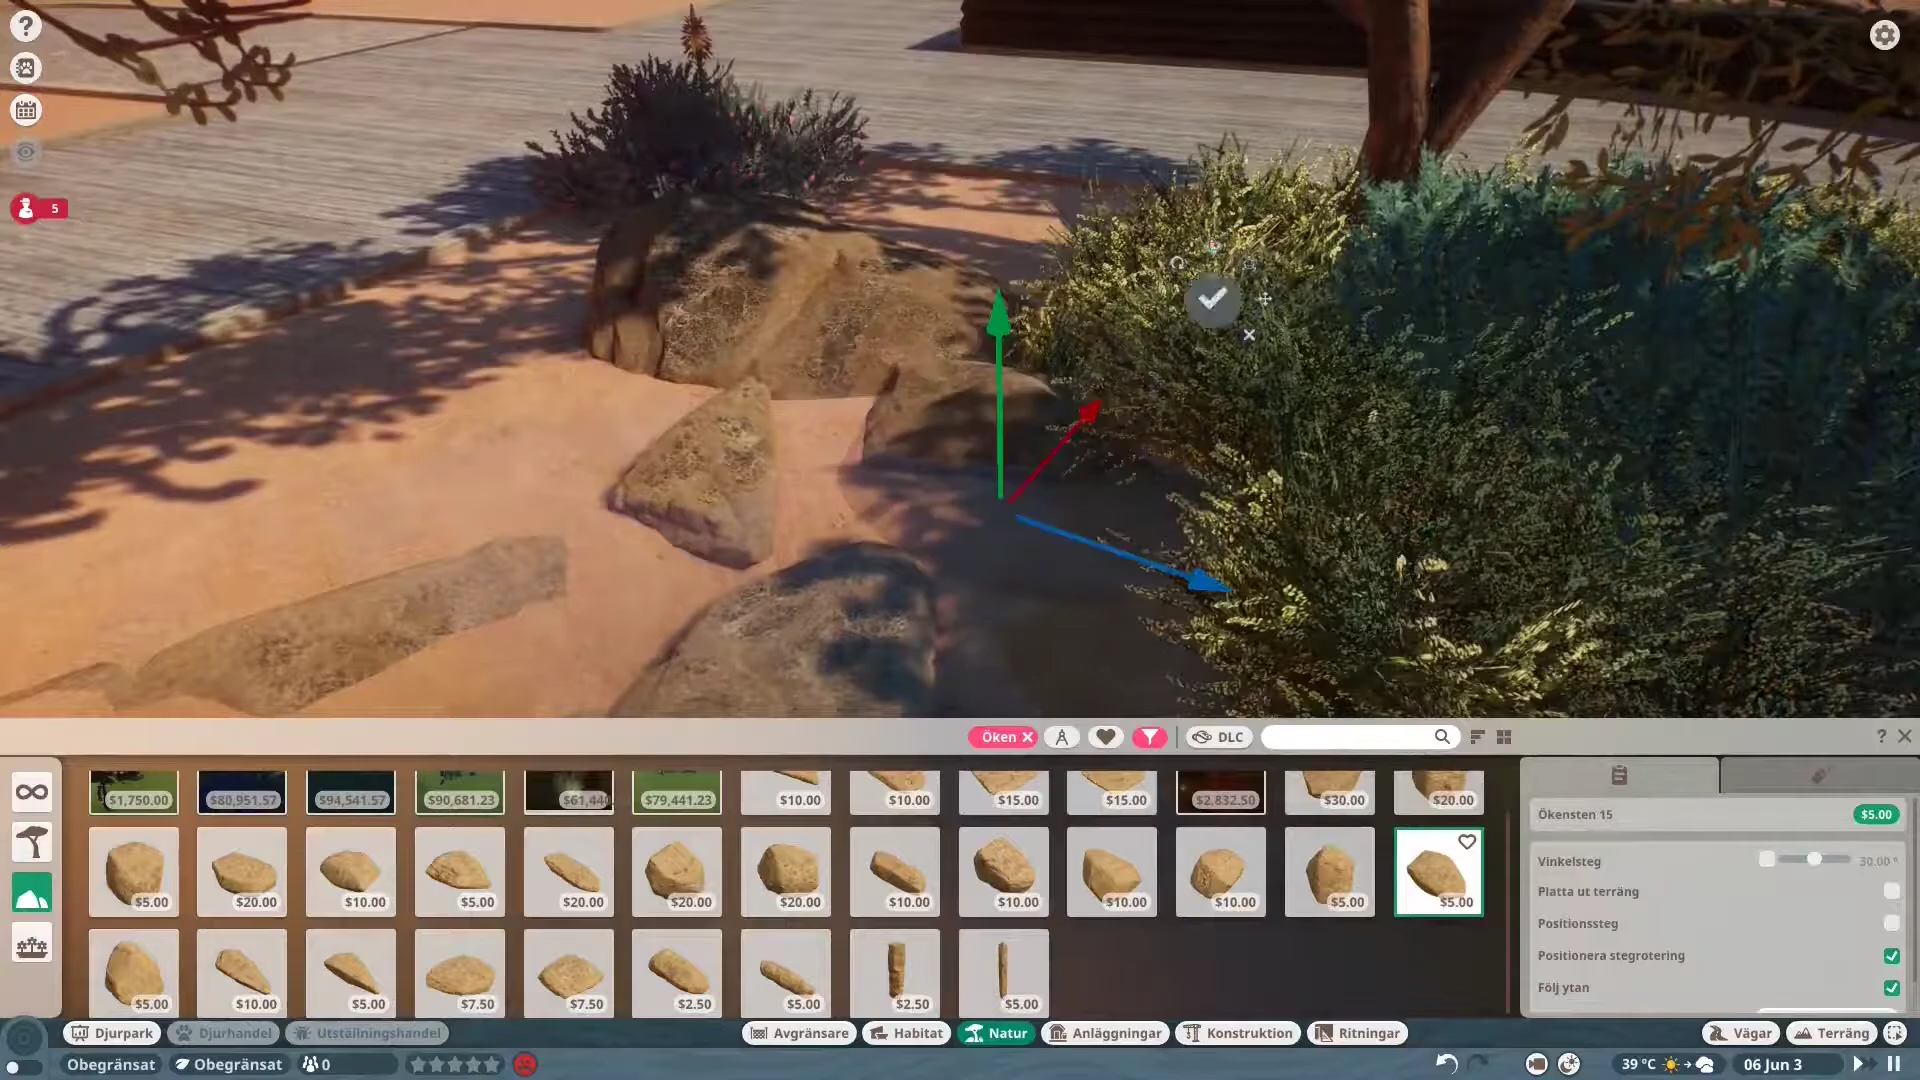 ?
5
Öken ✕
DLC
? ✕
$1,750.00 $80,951.57 $94,541.57 $90,681.23 $61,440 $79,441.23 $10.00 $10.00 $15.00 $15.00 $2,832.50 $30.00 $20.00
$5.00 $20.00 $10.00 $5.00 $20.00 $20.00 $20.00 $10.00 $10.00 $10.00 $10.00 $5.00 $5.00
$5.00 $10.00 $5.00 $7.50 $7.50 $2.50 $5.00 $2.50 $5.00
Ökensten 15 $5.00
Vinkelsteg 30.00 °
Platta ut terräng
Positionssteg
Positionera stegrotering
Följ ytan
Djurpark Djurhandel Utställningshandel Avgränsare Habitat Natur Anläggningar Konstruktion Ritningar Vägar Terräng
Obegränsat Obegränsat 0 39 °C 06 Jun 3